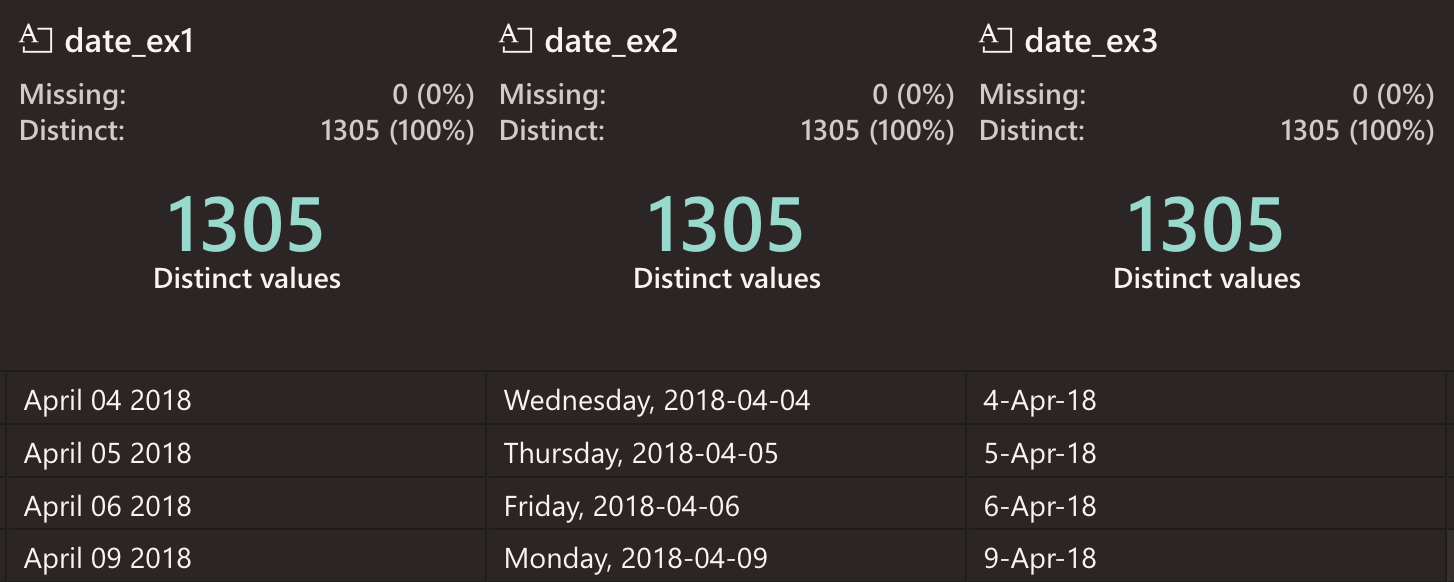 date_ex1 date_ex2 date_ex3
Missing: 0 (0%) Missing: 0 (0%) Missing: 0 (0%)
Distinct: 1305 (100%) Distinct: 1305 (100%) Distinct: 1305 (100%)
1305 1305 1305
Distinct values Distinct values Distinct values
April 04 2018 Wednesday, 2018-04-04 4-Apr-18
April 05 2018 Thursday, 2018-04-05 5-Apr-18
April 06 2018 Friday, 2018-04-06 6-Apr-18
April 09 2018 Monday, 2018-04-09 9-Apr-18